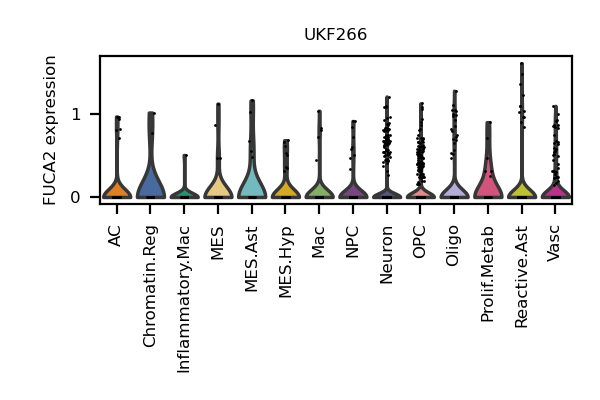 UKF266
FUCA2 expression
1
0
AC
Chromatin.Reg
Inflammatory.Mac
MES
MES.Ast
MES.Hyp
Mac
NPC
Neuron
OPC
Oligo
Prolif.Metab
Reactive.Ast
Vasc